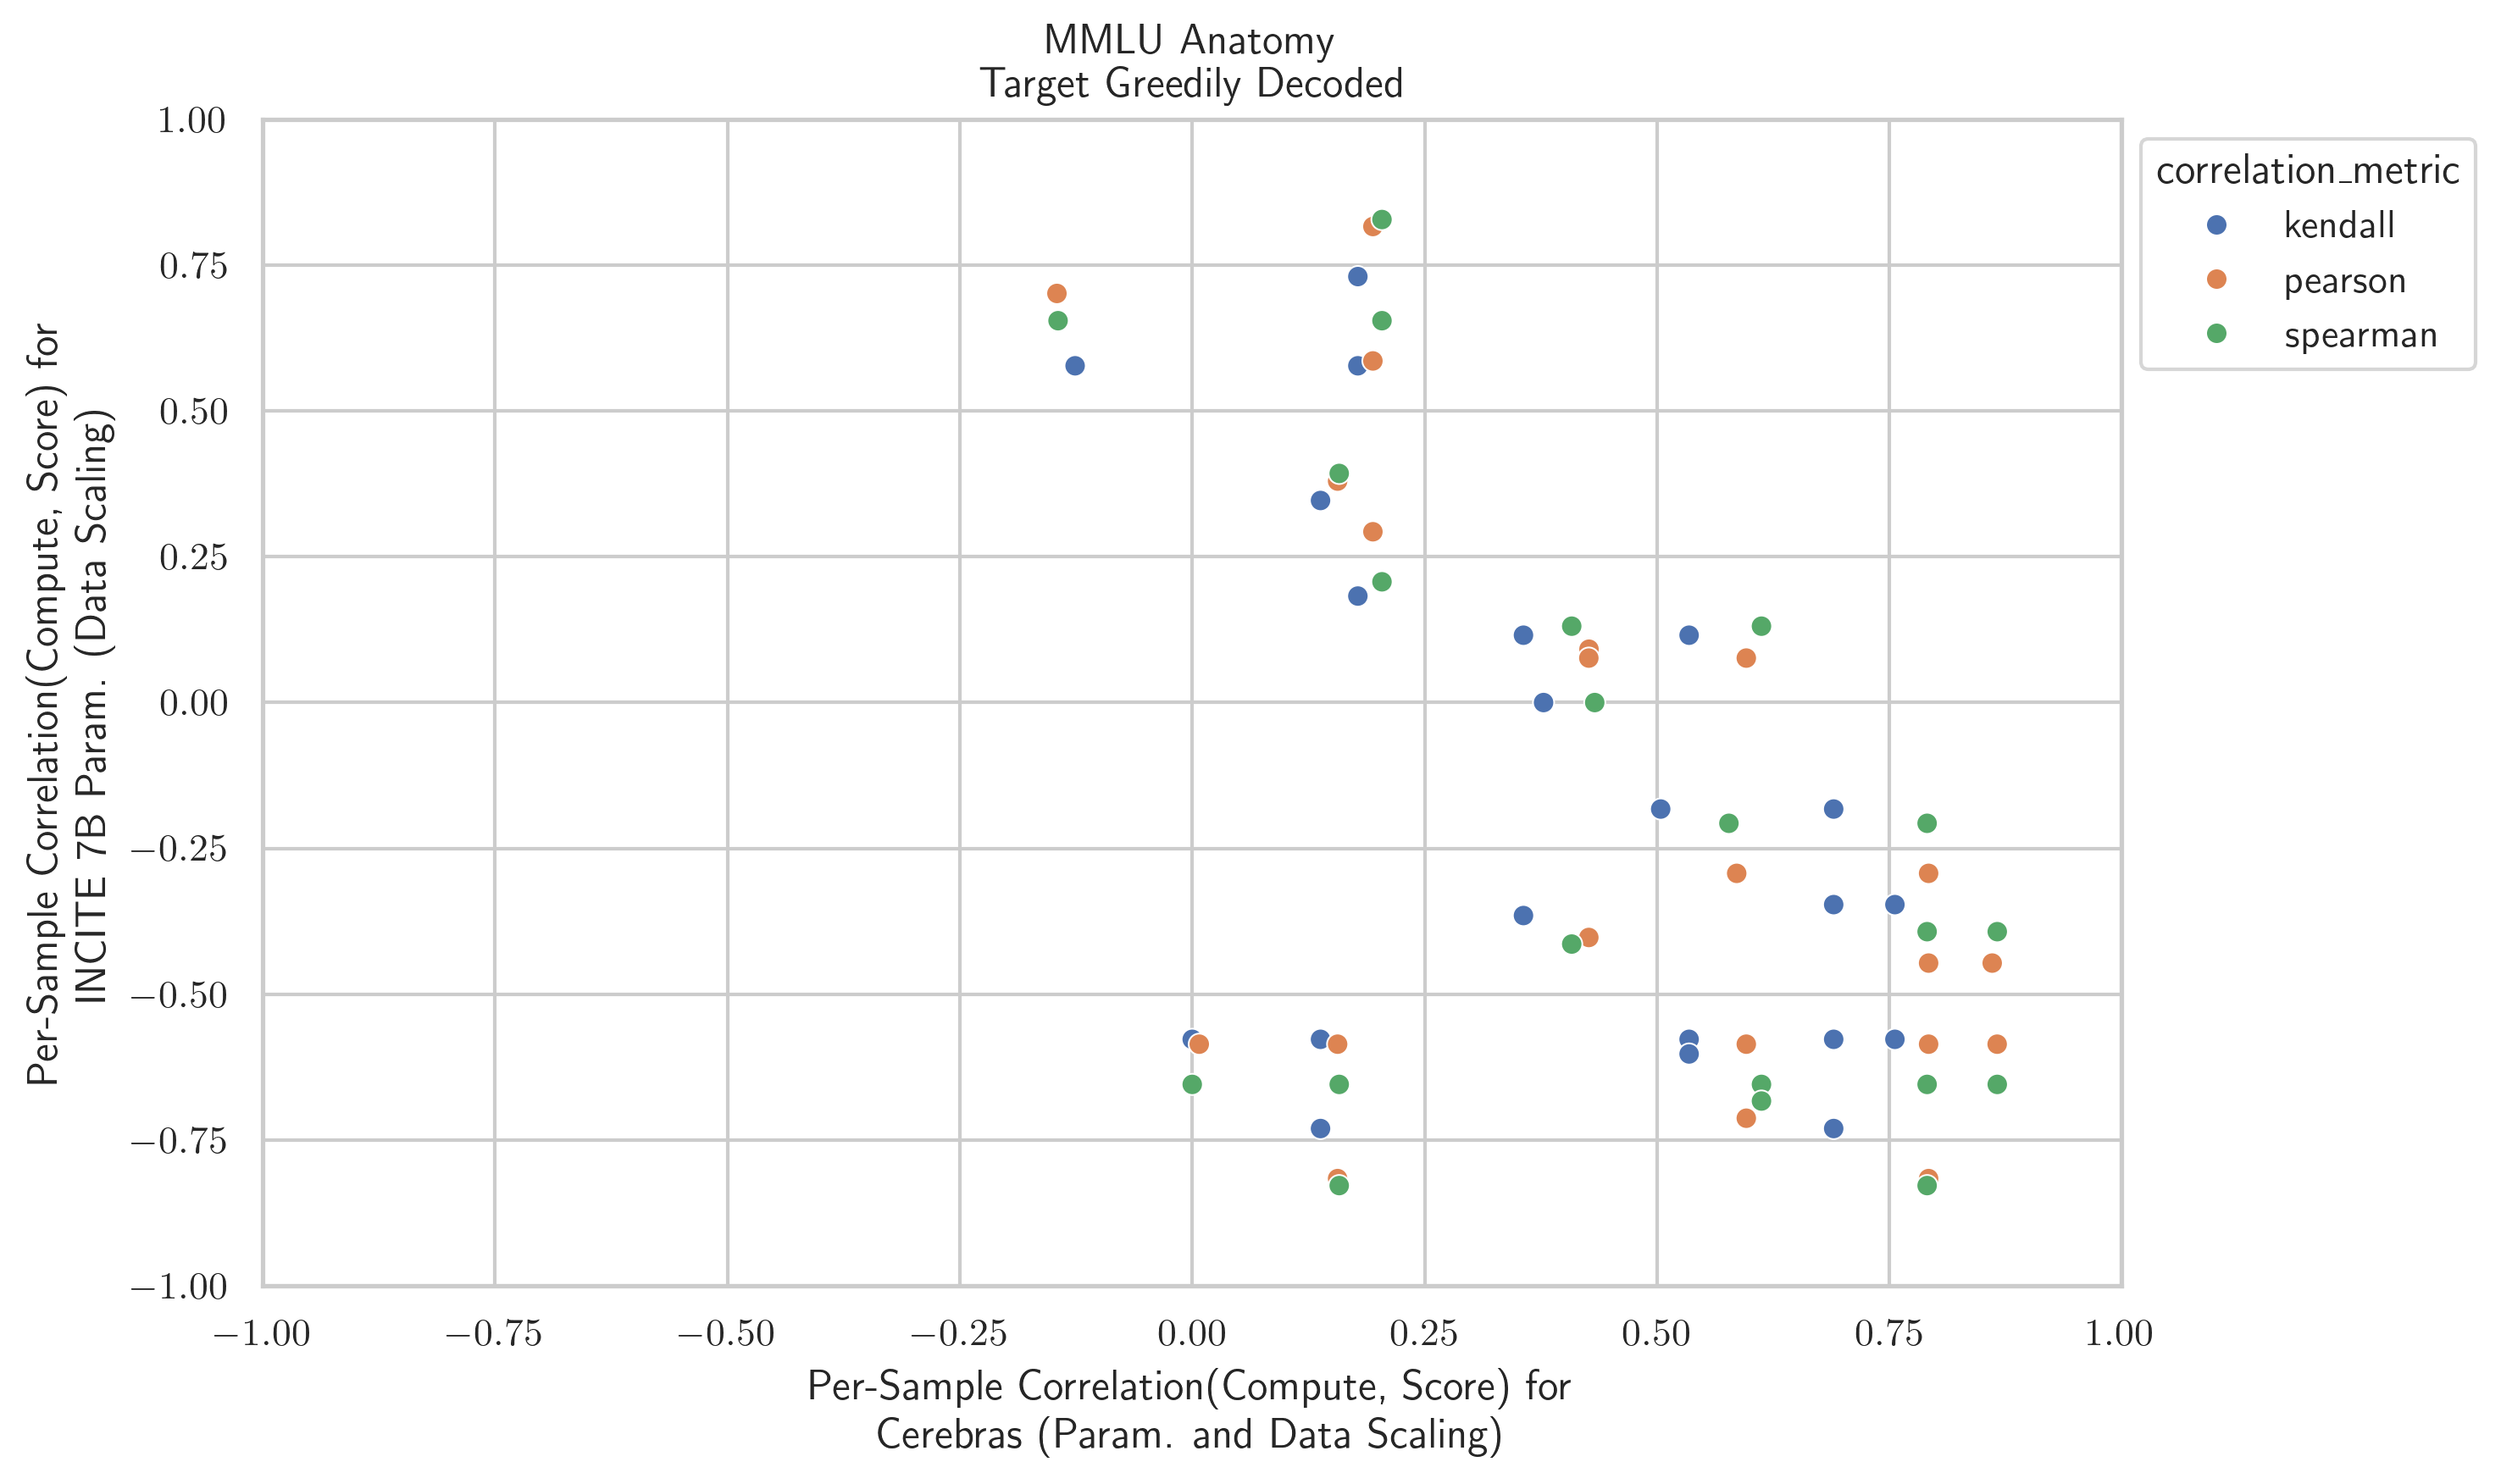 MMLU Anatomy
Target Greedily Decoded
Per-Sample Correlation(Compute, Score) for
INCITE 7B Param. (Data Scaling)
1.00
0.75
0.50
0.25
0.00
−0.25
−0.50
−0.75
−1.00
−1.00 −0.75 −0.50 −0.25 0.00 0.25 0.50 0.75 1.00
Per-Sample Correlation(Compute, Score) for
Cerebras (Param. and Data Scaling)
correlation_metric
kendall
pearson
spearman